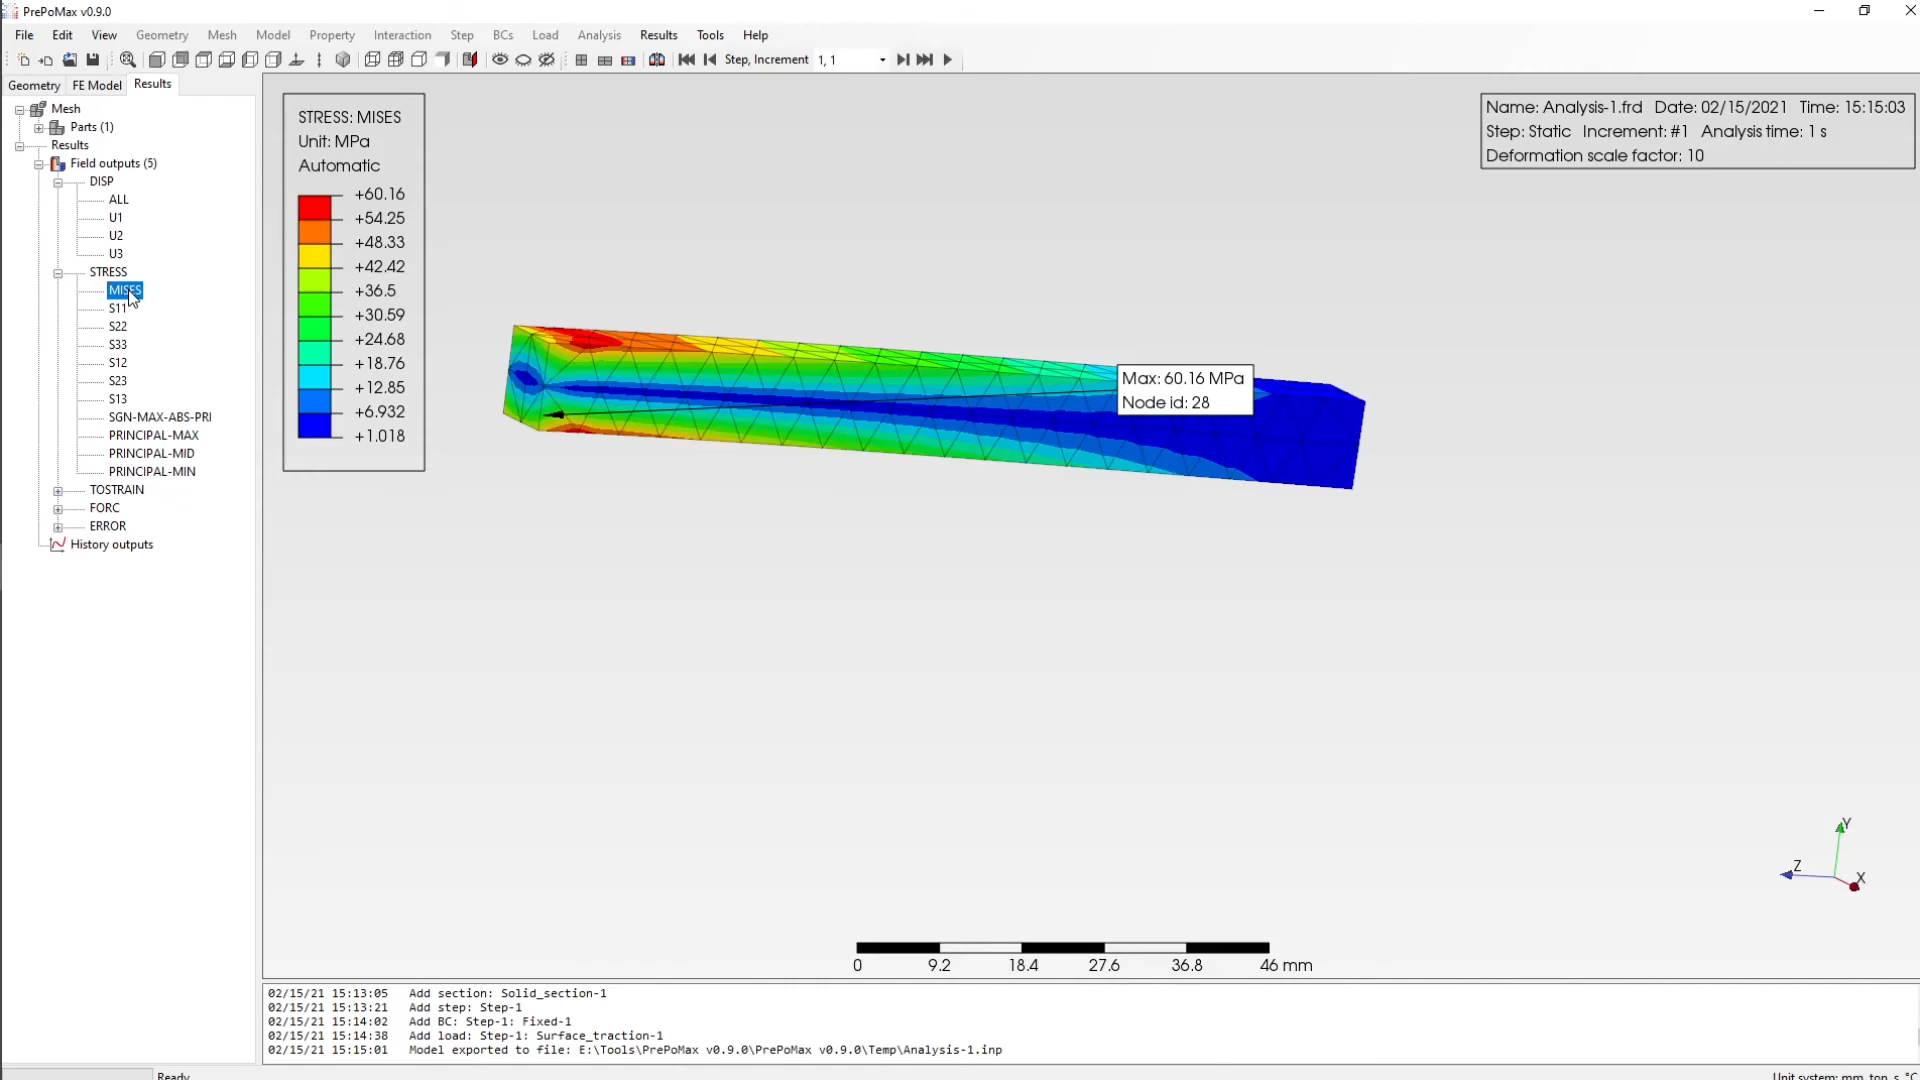 PrePoMax v0.9.0
File Edit View Geometry Mesh Model Property Interaction Step BCs Load Analysis Results Tools Help
Step, Increment 1, 1
Geometry FE Model Results
Mesh
Parts (1)
Results
Field outputs (5)
DISP
ALL
U1
U2
U3
STRESS
MISES
S11
S22
S33
S12
S23
S13
SGN-MAX-ABS-PRI
PRINCIPAL-MAX
PRINCIPAL-MID
PRINCIPAL-MIN
TOSTRAIN
FORC
ERROR
History outputs
STRESS: MISES
Unit: MPa
Automatic
+60.16
+54.25
+48.33
+42.42
+36.5
+30.59
+24.68
+18.76
+12.85
+6.932
+1.018
Name: Analysis-1.frd Date: 02/15/2021 Time: 15:15:03
Step: Static Increment: #1 Analysis time: 1 s
Deformation scale factor: 10
Max: 60.16 MPa
Node id: 28
Y
Z
X
0 9.2 18.4 27.6 36.8 46 mm
02/15/21 15:13:05 Add section: Solid_section-1
02/15/21 15:13:21 Add step: Step-1
02/15/21 15:14:02 Add BC: Step-1: Fixed-1
02/15/21 15:14:38 Add load: Step-1: Surface_traction-1
02/15/21 15:15:01 Model exported to file: E:\Tools\PrePoMax v0.9.0\PrePoMax v0.9.0\Temp\Analysis-1.inp
Ready
Unit system: mm, ton, s, °C